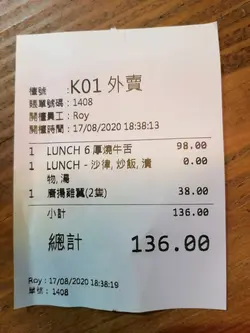 檯號 :K01 外賣
賬單號碼：1408
開檯員工：Roy
開檯時間：17/08/2020 18:38:13
1 LUNCH 6 厚燒牛舌 98.00
1 LUNCH - 沙律, 炒飯, 漬 0.00
物, 湯
1 唐揚雞翼(2隻) 38.00
小計 136.00
總計 136.00
Roy：17/08/2020 18:38:19
單號：1408